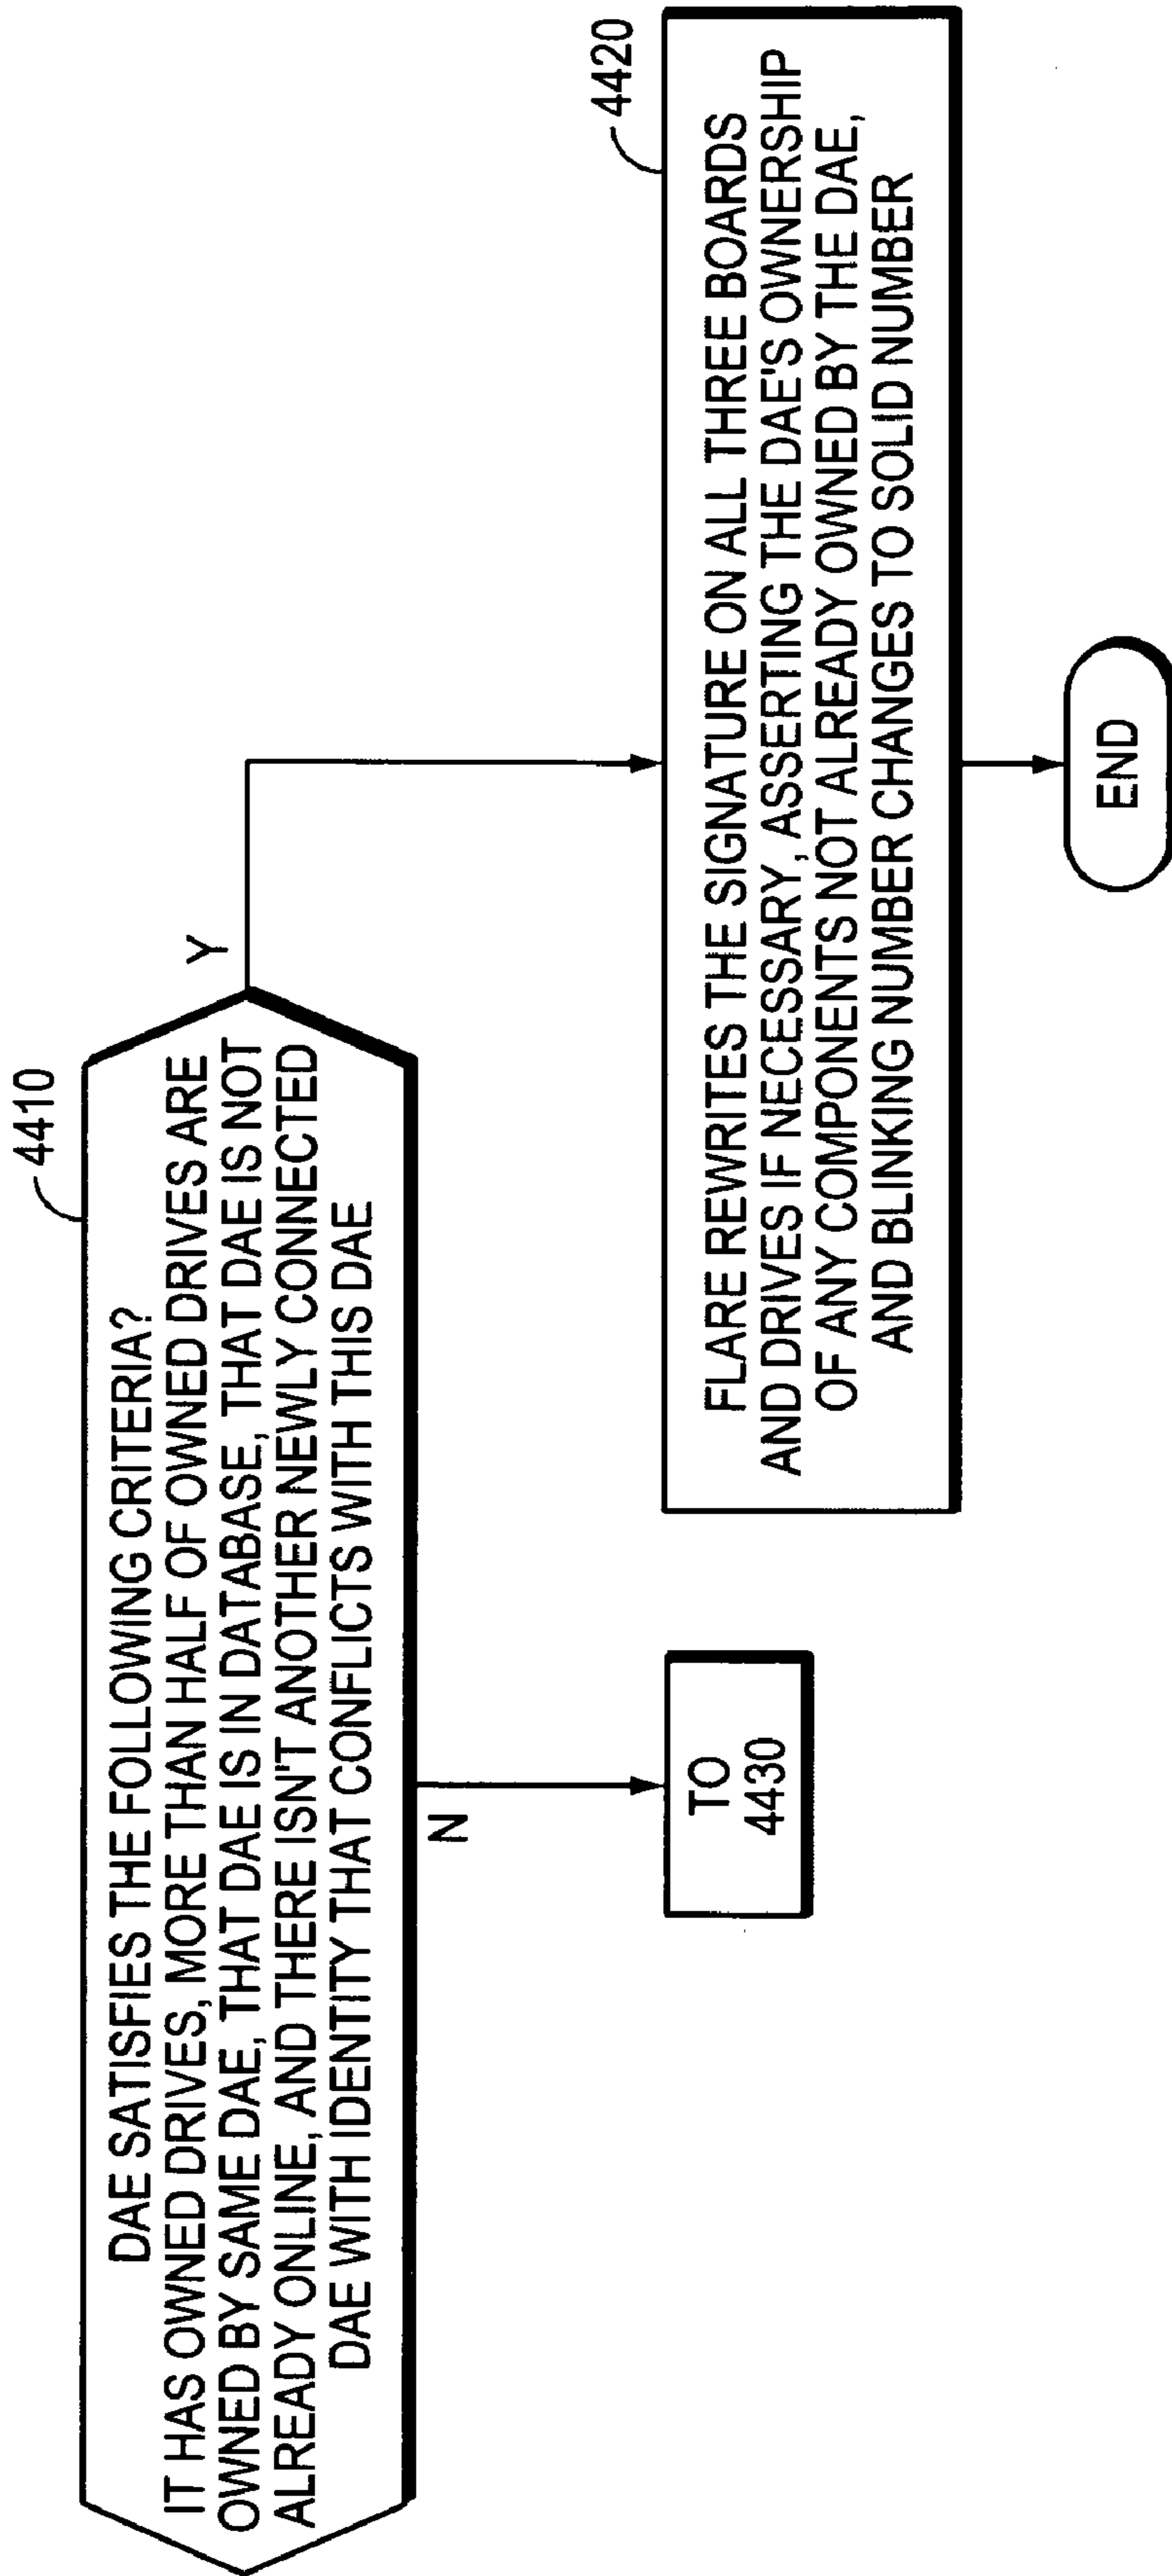 4410
DAE SATISFIES THE FOLLOWING CRITERIA?
IT HAS OWNED DRIVES, MORE THAN HALF OF OWNED DRIVES ARE
OWNED BY SAME DAE, THAT DAE IS IN DATABASE, THAT DAE IS NOT
ALREADY ONLINE, AND THERE ISN'T ANOTHER NEWLY CONNECTED
DAE WITH IDENTITY THAT CONFLICTS WITH THIS DAE
Y
N
TO
4430
4420
FLARE REWRITES THE SIGNATURE ON ALL THREE BOARDS
AND DRIVES IF NECESSARY, ASSERTING THE DAE'S OWNERSHIP
OF ANY COMPONENTS NOT ALREADY OWNED BY THE DAE,
AND BLINKING NUMBER CHANGES TO SOLID NUMBER
END